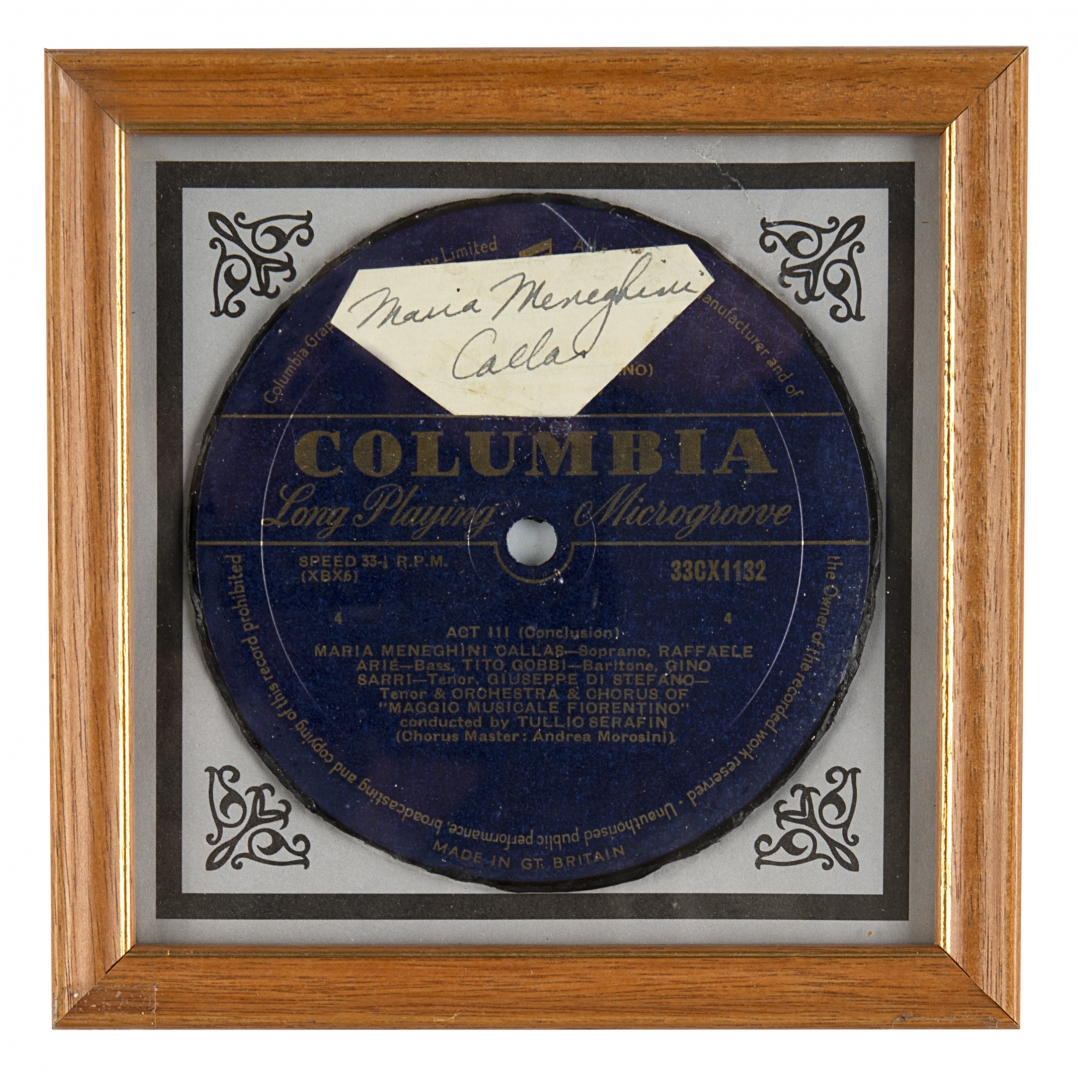 Maria Meneghini
Callas
NO)
COLUMBIA
Long Playing Microgroove
SPEED 33-⅓ R.P.M.
(XBX6)
33CX1132
4 4
ACT III (Conclusion)
MARIA MENEGHINI CALLAS—Soprano, RAFFAELE
ARIE—Bass, TITO GOBBI—Baritone, GINO
SARRI—Tenor, GIUSEPPE DI STEFANO—
Tenor & ORCHESTRA & CHORUS OF
"MAGGIO MUSICALE FIORENTINO"
conducted by TULLIO SERAFIN
(Chorus Master: Andrea Morosini)
Columbia Grap ny Limited
anufacturer and of the Owner of the recorded work reserved · Unauthorised public performance, broadcasting and copying of this record prohibited
MADE IN GT. BRITAIN